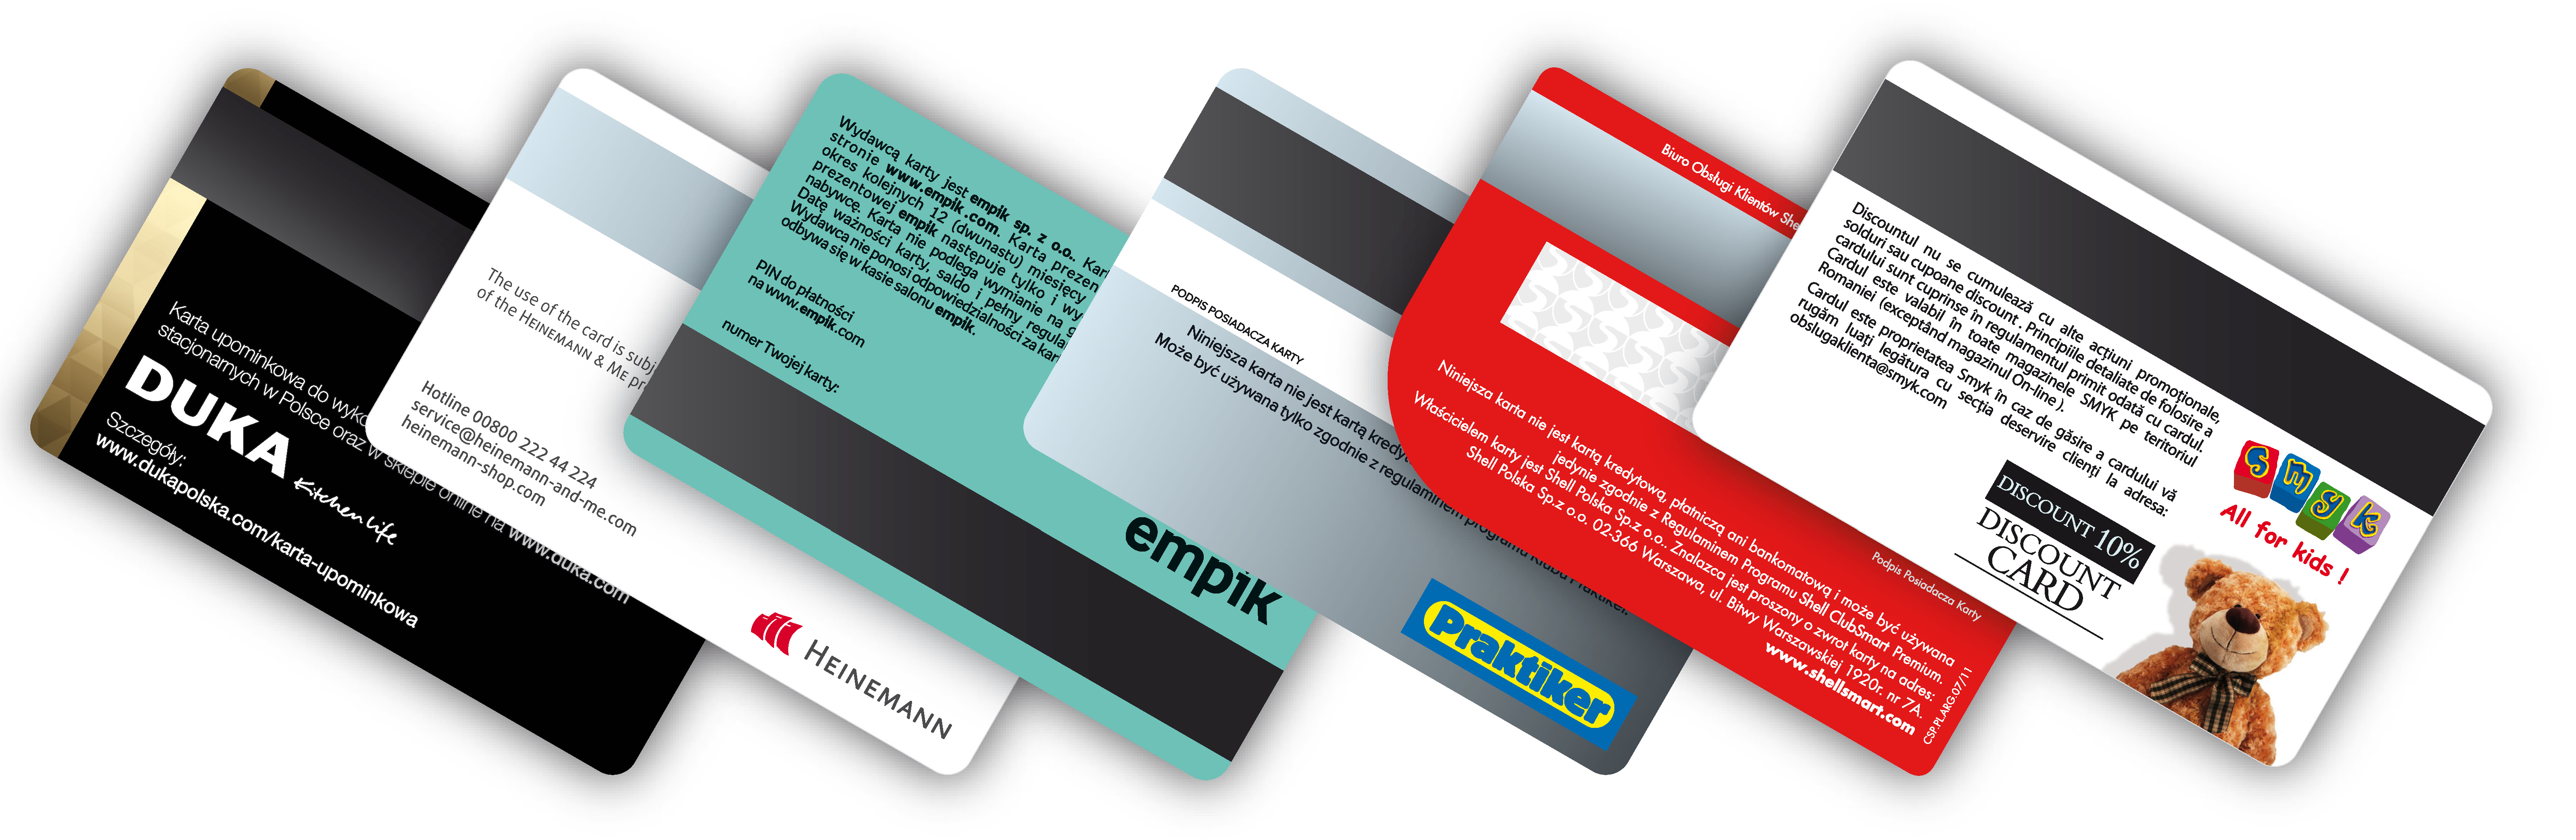 Karta upominkowa do wyko
stacjonarnych w Polsce oraz w sklepie online na www.duka.com
DUKA Kitchen Life
Szczegóły:
www.dukapolska.com/karta-upominkowa
The use of the card is subj
of the HEINEMANN & ME pr
Hotline 00800 222 44 224
service@heinemann-and-me.com
heinemann-shop.com
HEINEMANN
Wydawcą karty jest empik sp. z o.o.. Kar
stronie www.empik.com. Karta prezen
okres kolejnych 12 (dwunastu) miesięcy
prezentowej empik następuje tylko i wy
nabywcę. Karta nie podlega wymianie na g
Datę ważności karty, saldo i pełny regula
Wydawca nie ponosi odpowiedzialności za kar
odbywa się w kasie salonu empik.
PIN do płatności
na www.empik.com
numer Twojej karty:
empik
PODPIS POSIADACZA KARTY
Niniejsza karta nie jest kartą kredyt
Może być używana tylko zgodnie z regulaminem programu Klubu Praktiker.
Praktiker
Biuro Obsługi Klientów She
Niniejsza karta nie jest kartą kredytową, płatniczą ani bankomatową i może być używana
jedynie zgodnie z Regulaminem Programu Shell ClubSmart Premium.
Właścicielem karty jest Shell Polska Sp.z o.o.. Znalazca jest proszony o zwrot karty na adres:
Shell Polska Sp.z o.o. 02-366 Warszawa, ul. Bitwy Warszawskiej 1920r. nr 7A.
www.shellsmart.com
Podpis Posiadacza Karty
CSP.PLARG.07/11
Discountul nu se cumulează cu alte acțiuni promoționale,
solduri sau cupoane discount. Principiile detaliate de folosire a
cardului sunt cuprinse în regulamentul primit odată cu cardul.
Cardul este valabil în toate magazinele SMYK pe teritoriul
Romaniei (exceptând magazinul On-line).
Cardul este proprietatea Smyk în caz de găsire a cardului vă
rugăm luați legătura cu secția deservire clienți la adresa:
obslugaklienta@smyk.com
smyk
All for kids !
DISCOUNT 10%
DISCOUNT
CARD